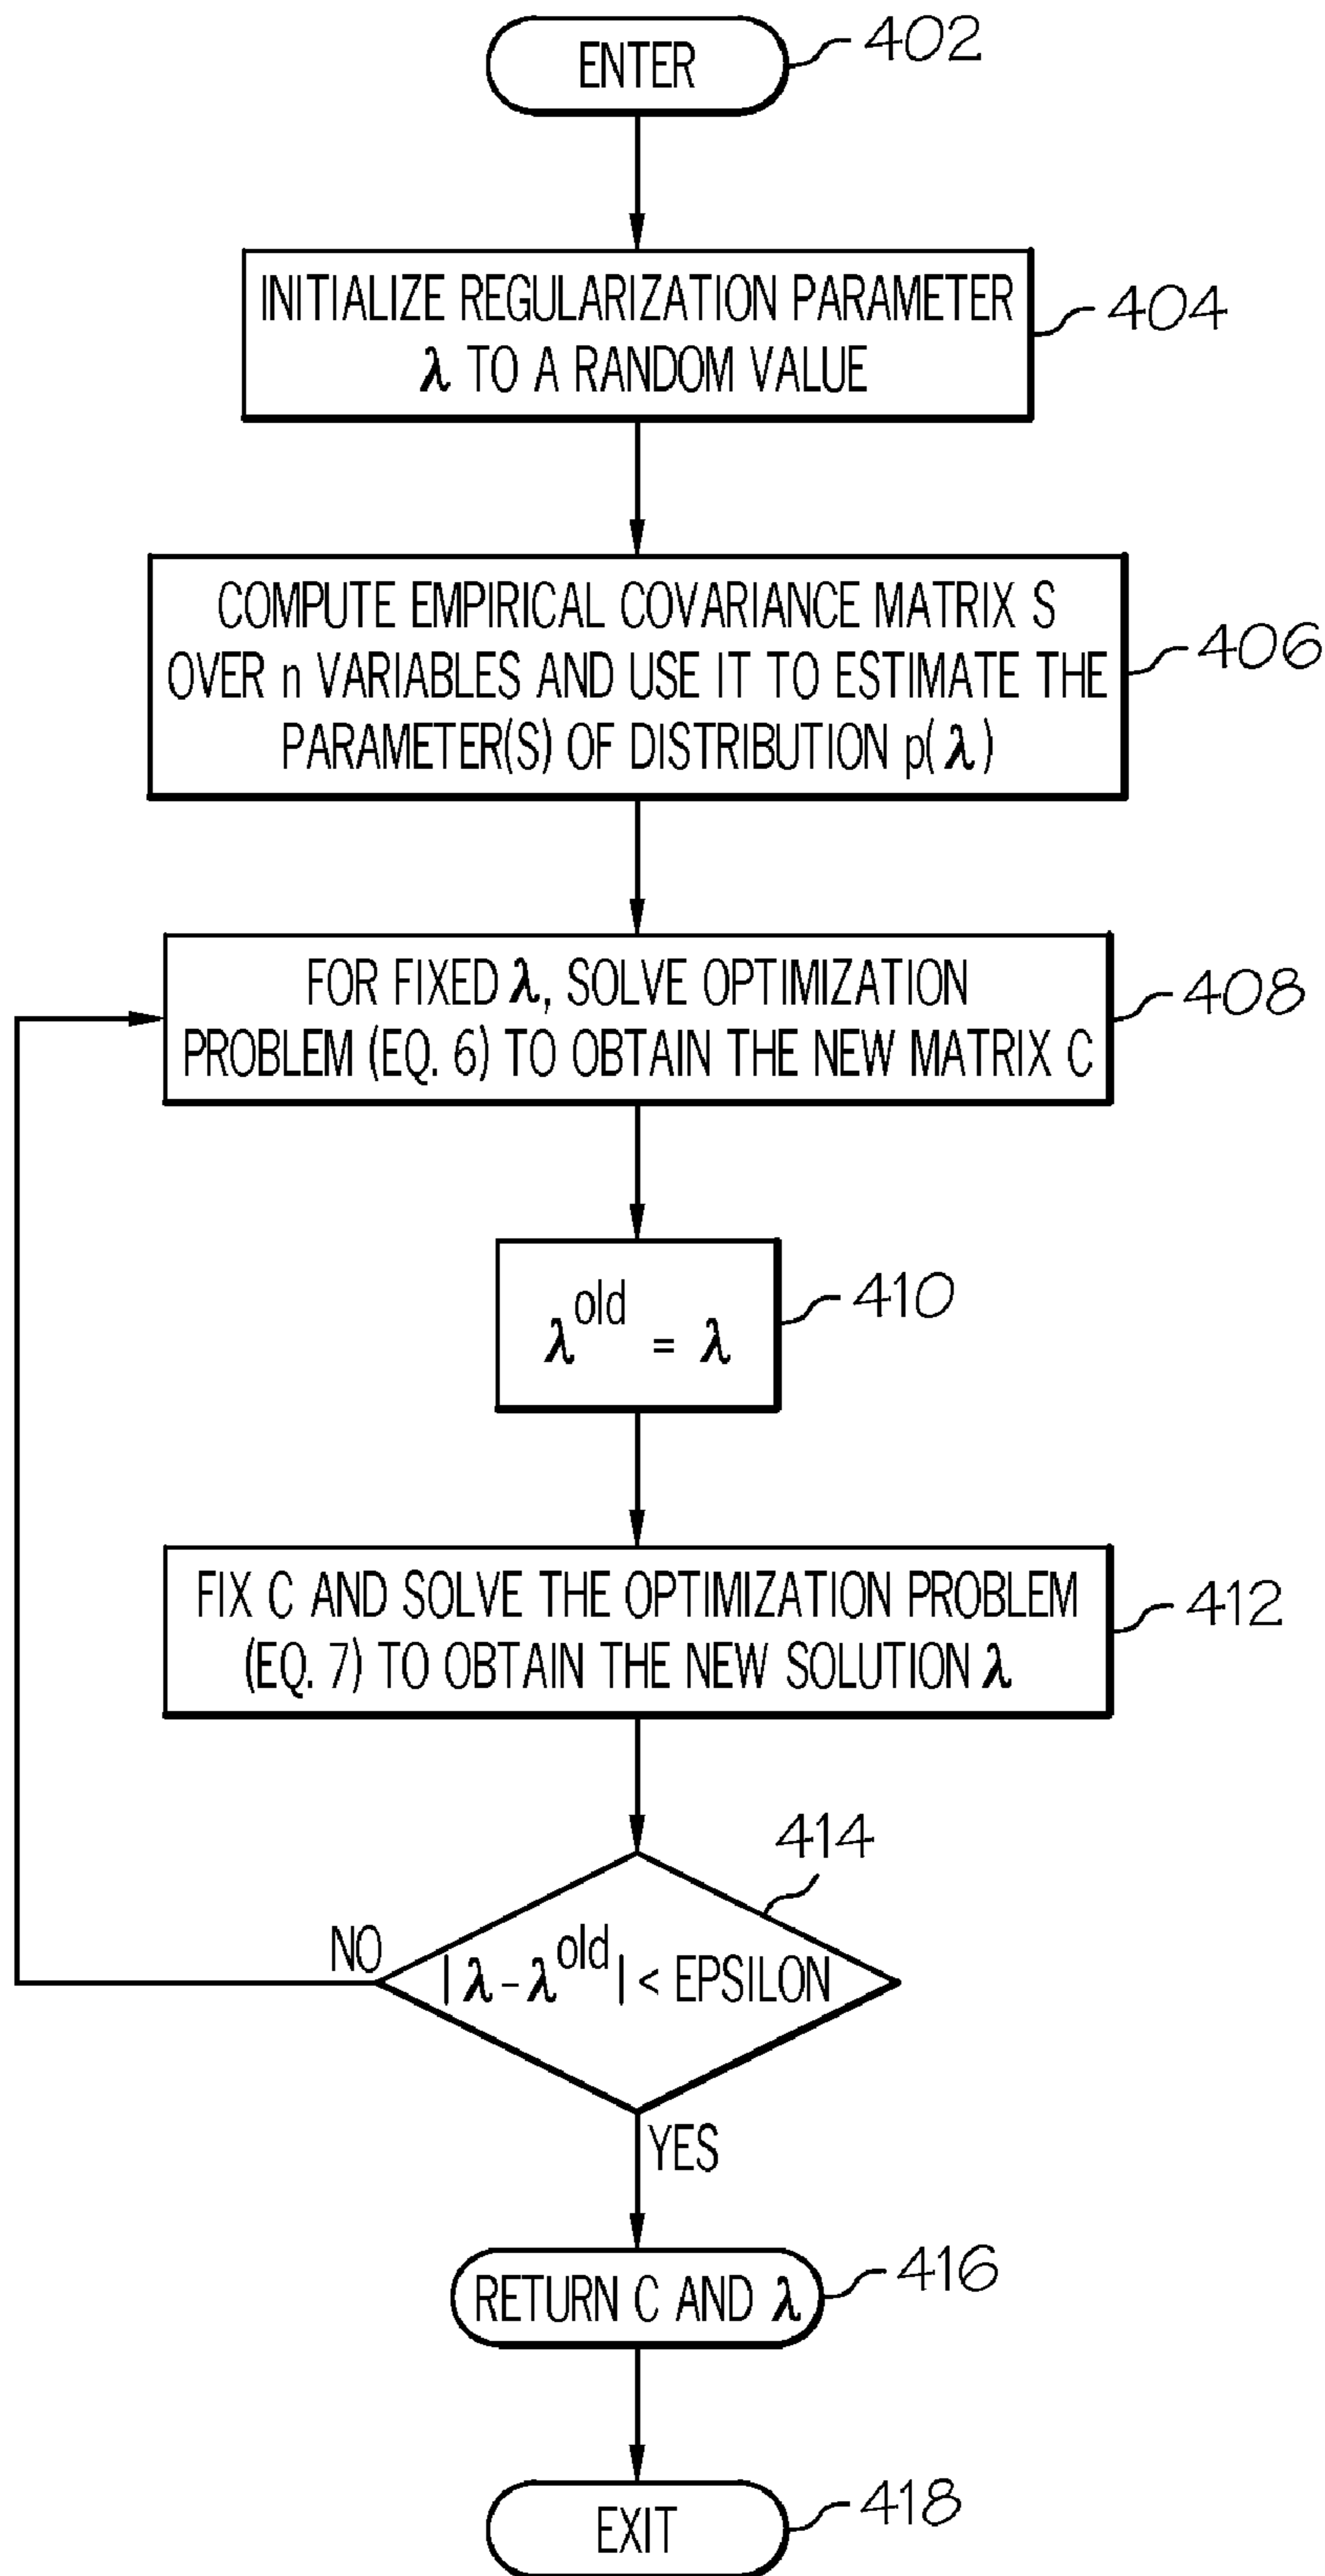 ENTER
402
INITIALIZE REGULARIZATION PARAMETER
λ TO A RANDOM VALUE
404
COMPUTE EMPIRICAL COVARIANCE MATRIX S
OVER n VARIABLES AND USE IT TO ESTIMATE THE
PARAMETER(S) OF DISTRIBUTION p(λ)
406
FOR FIXED λ, SOLVE OPTIMIZATION
PROBLEM (EQ. 6) TO OBTAIN THE NEW MATRIX C
408
λ^old = λ
410
FIX C AND SOLVE THE OPTIMIZATION PROBLEM
(EQ. 7) TO OBTAIN THE NEW SOLUTION λ
412
414
NO
|λ - λ^old| < EPSILON
YES
RETURN C AND λ
416
EXIT
418